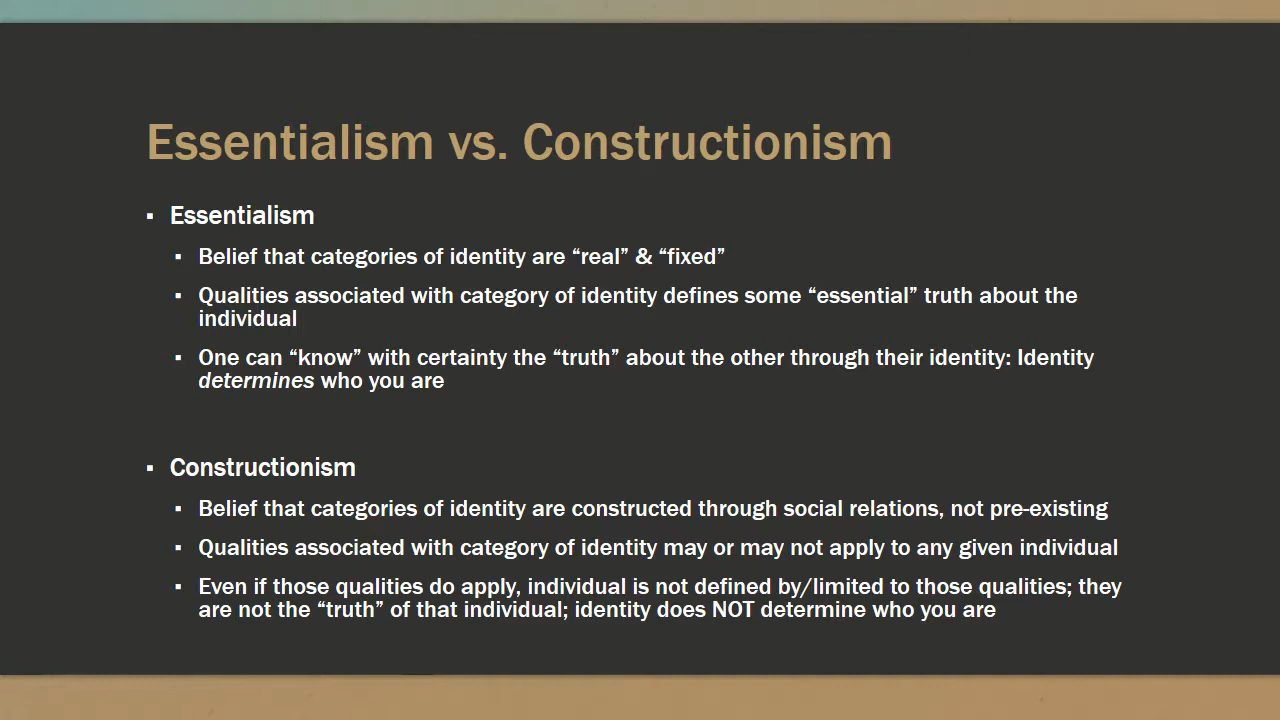 Essentialism vs. Constructionism
▪ Essentialism
▪ Belief that categories of identity are “real” & “fixed”
▪ Qualities associated with category of identity defines some “essential” truth about the
individual
▪ One can “know” with certainty the “truth” about the other through their identity: Identity
determines who you are
▪ Constructionism
▪ Belief that categories of identity are constructed through social relations, not pre-existing
▪ Qualities associated with category of identity may or may not apply to any given individual
▪ Even if those qualities do apply, individual is not defined by/limited to those qualities; they
are not the “truth” of that individual; identity does NOT determine who you are